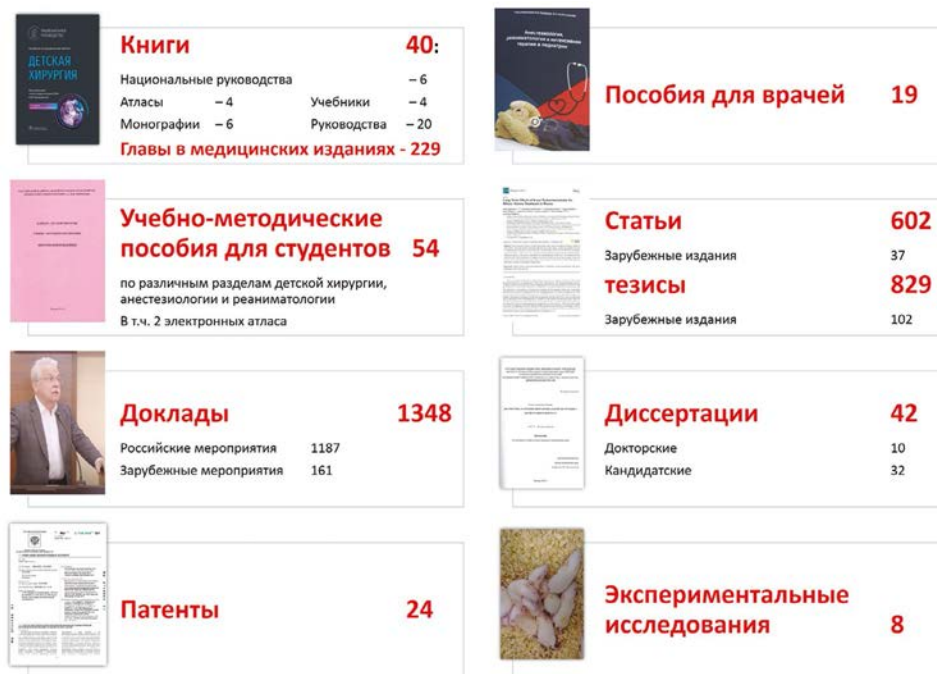 ДЕТСКАЯ
ХИРУРГИЯ
Книги 40:
Национальные руководства – 6
Атласы – 4 Учебники – 4
Монографии – 6 Руководства – 20
Главы в медицинских изданиях - 229
Пособия для врачей 19
Учебно-методические
пособия для студентов 54
по различным разделам детской хирургии,
анестезиологии и реаниматологии
В т.ч. 2 электронных атласа
Статьи 602
Зарубежные издания 37
тезисы 829
Зарубежные издания 102
Доклады 1348
Российские мероприятия 1187
Зарубежные мероприятия 161
Диссертации 42
Докторские 10
Кандидатские 32
Патенты 24
Экспериментальные
исследования 8